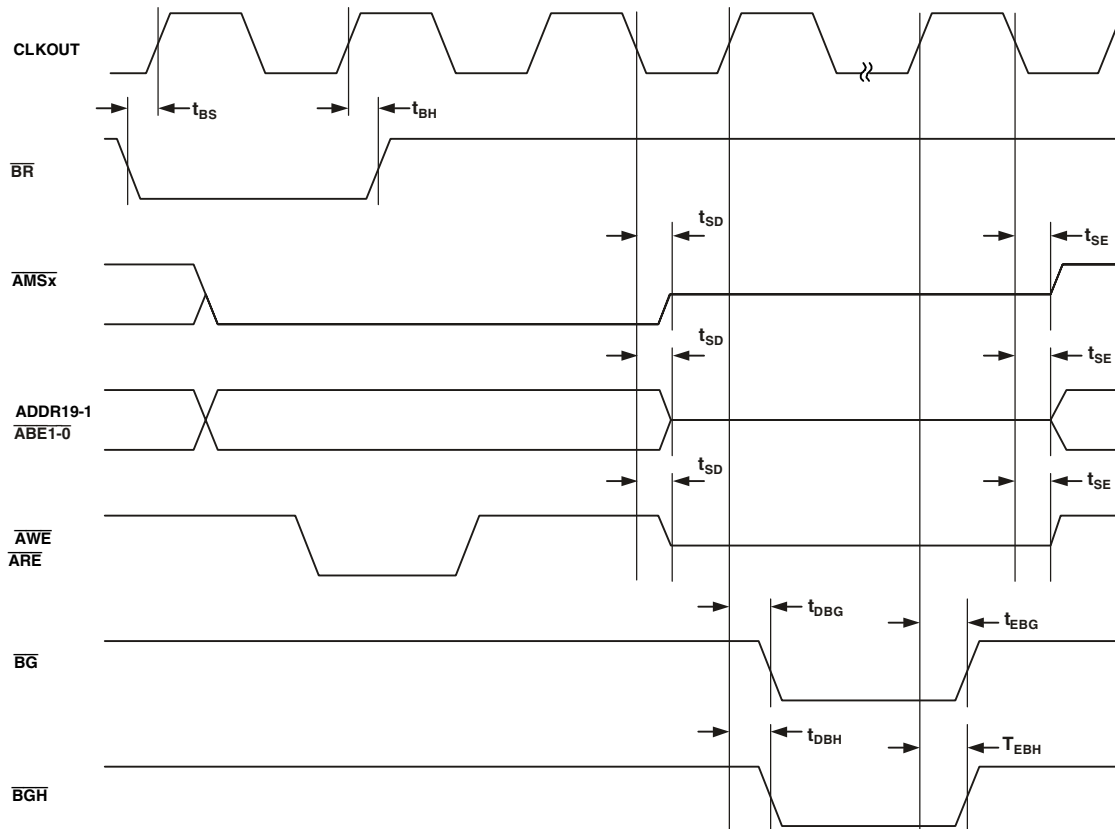 CLKOUT
tBS
tBH
BR
tSD
tSE
AMSx
tSD
tSE
ADDR19-1
ABE1-0
tSD
tSE
AWE
ARE
tDBG
tEBG
BG
tDBH
TEBH
BGH